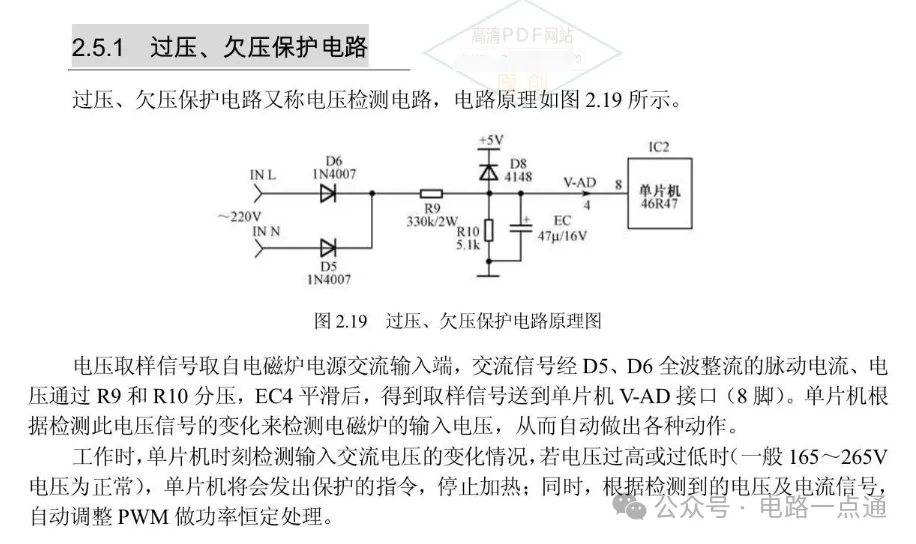 高清PDF网站
原创
2.5.1 过压、欠压保护电路
过压、欠压保护电路又称电压检测电路，电路原理如图 2.19 所示。
+5V
IC2
D6
1N4007
D8
4148
IN L
V-AD
8
单片机
46R47
4
～220V
R9
330k/2W
IN N
R10
5.1k
+
EC
47μ/16V
D5
1N4007
图 2.19 过压、欠压保护电路原理图
电压取样信号取自电磁炉电源交流输入端，交流信号经 D5、D6 全波整流的脉动电流、电
压通过 R9 和 R10 分压，EC4 平滑后，得到取样信号送到单片机 V-AD 接口（8 脚）。单片机根
据检测此电压信号的变化来检测电磁炉的输入电压，从而自动做出各种动作。
工作时，单片机时刻检测输入交流电压的变化情况，若电压过高或过低时（一般 165～265V
电压为正常），单片机将会发出保护的指令，停止加热；同时，根据检测到的电压及电流信号，
自动调整 PWM 做功率恒定处理。
公众号 · 电路一点通